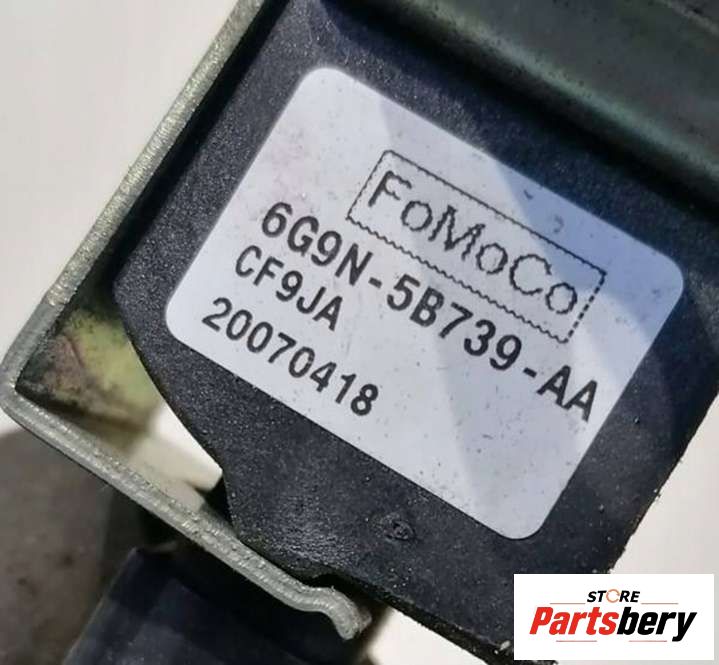 FoMoCo
6G9N-5B739-AA
CF9JA
20070418
STORE
Partsbery